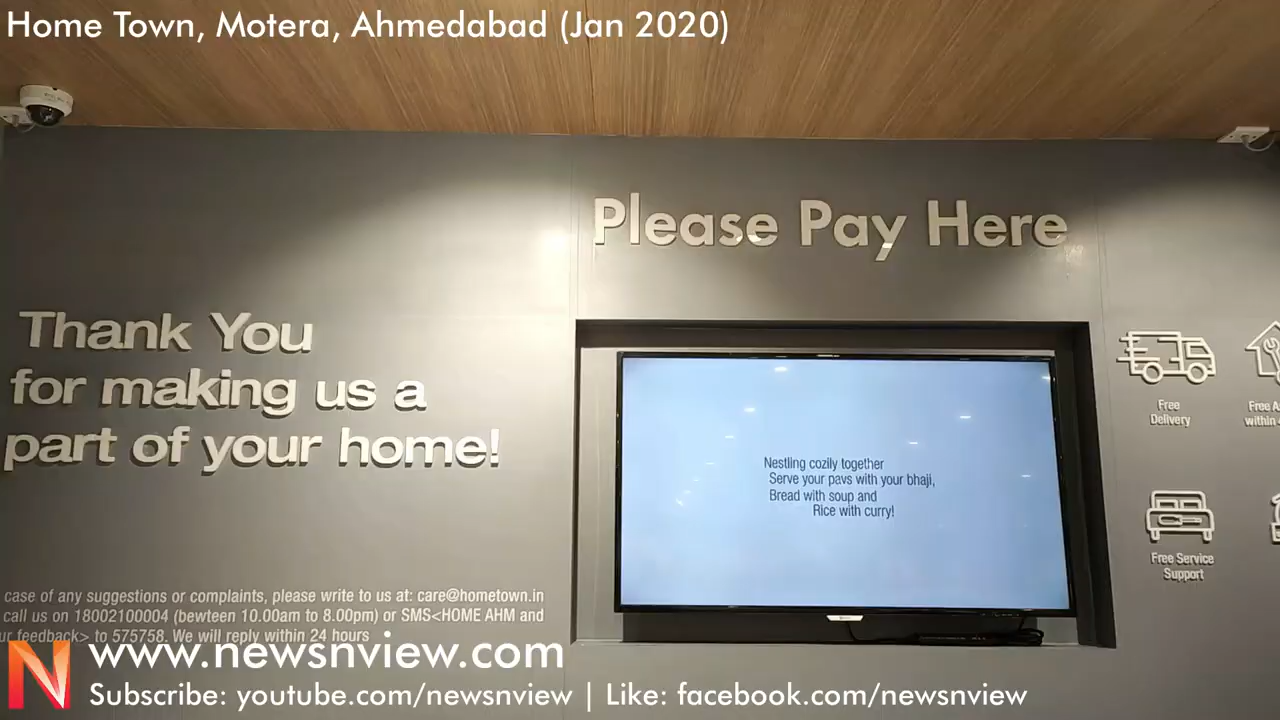 Home Town, Motera, Ahmedabad (Jan 2020)
Please Pay Here
Thank You
for making us a
part of your home!
Nestling cozily together
Serve your pavs with your bhaji,
Bread with soup and
Rice with curry!
Free
Delivery
Free
within
Free Service
Support
case of any suggestions or complaints, please write to us at: care@hometown.in
call us on 18002100004 (bewteen 10.00am to 8.00pm) or SMS<HOME AHM and
feedback> to 575758. We will reply within 24 hours
N www.newsnview.com
Subscribe: youtube.com/newsnview | Like: facebook.com/newsnview